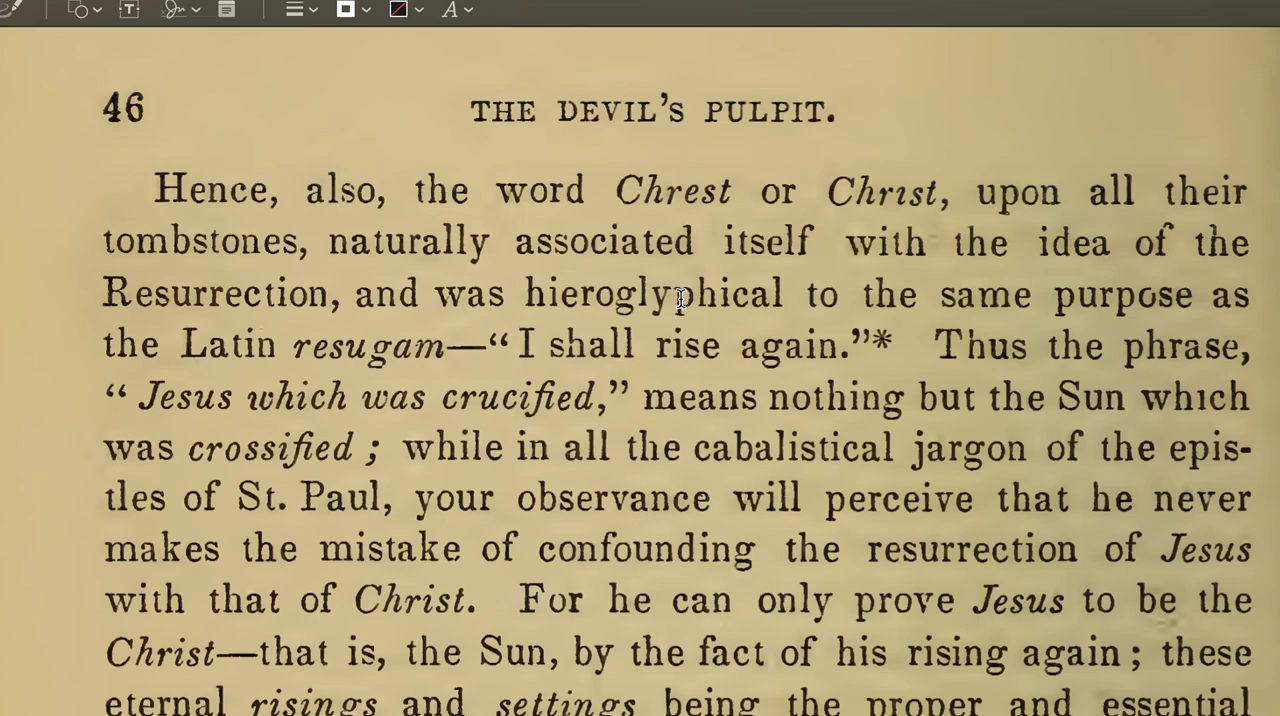 46
THE DEVIL'S PULPIT.
Hence, also, the word Chrest or Christ, upon all their
tombstones, naturally associated itself with the idea of the
Resurrection, and was hieroglyphical to the same purpose as
the Latin resugam—“I shall rise again.”* Thus the phrase,
“Jesus which was crucified,” means nothing but the Sun which
was crossified; while in all the cabalistical jargon of the epis-
tles of St. Paul, your observance will perceive that he never
makes the mistake of confounding the resurrection of Jesus
with that of Christ. For he can only prove Jesus to be the
Christ—that is, the Sun, by the fact of his rising again; these
eternal risings and settings being the proper and essential